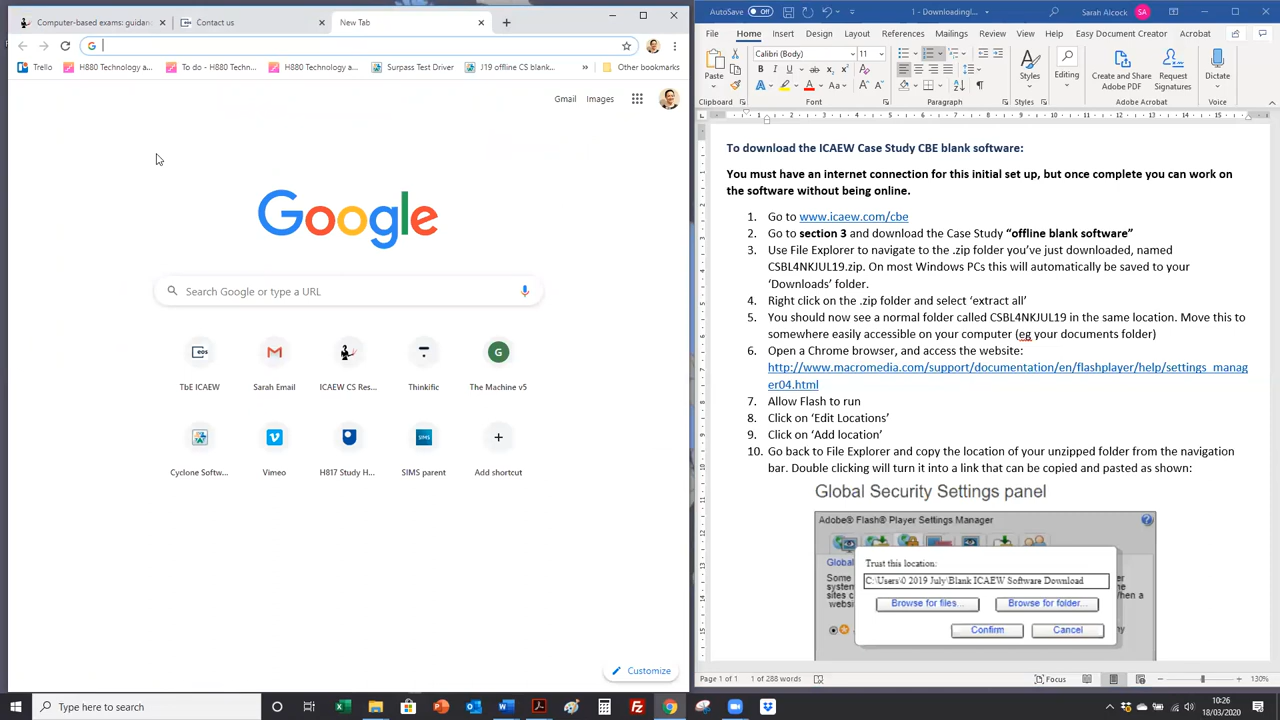 Computer-based exams: guidan
Contact us
New Tab
Trello
H880 Technology a...
To do - H880 Tech...
H880 Technology a...
Surpass Test Driver
J19 offline CS blank...
Other bookmarks
Gmail
Images
Google
Search Google or type a URL
TbE ICAEW
Sarah Email
ICAEW CS Res...
Thinkific
The Machine v5
Cyclone Softw...
Vimeo
H817 Study H...
SIMS parent
Add shortcut
Customize
AutoSave Off
1 - Downloadingl...
Sarah Alcock SA
File Home Insert Design Layout References Review View Mailings Help Easy Document Creator Acrobat
Paste
Calibri (Body) 11
Styles
Editing
Create and Share Adobe PDF
Request Signatures
Dictate
Clipboard Font Paragraph Styles Adobe Acrobat Voice
To download the ICAEW Case Study CBE blank software:
You must have an internet connection for this initial set up, but once complete you can work on
the software without being online.
1. Go to www.icaew.com/cbe
2. Go to section 3 and download the Case Study “offline blank software”
3. Use File Explorer to navigate to the .zip folder you’ve just downloaded, named
CSBL4NKJUL19.zip. On most Windows PCs this will automatically be saved to your
‘Downloads’ folder.
4. Right click on the .zip folder and select ‘extract all’
5. You should now see a normal folder called CSBL4NKJUL19 in the same location. Move this to
somewhere easily accessible on your computer (eg your documents folder)
6. Open a Chrome browser, and access the website:
http://www.macromedia.com/support/documentation/en/flashplayer/help/settings_manag
er04.html
7. Allow Flash to run
8. Click on ‘Edit Locations’
9. Click on ‘Add location’
10. Go back to File Explorer and copy the location of your unzipped folder from the navigation
bar. Double clicking will turn it into a link that can be copied and pasted as shown:
Global Security Settings panel
Adobe® Flash® Player Settings Manager
Global
Trust this location:
C:\Users\0 2019 July\Blank ICAEW Software Download
Browse for files...
Browse for folder...
Confirm
Cancel
Page 1 of 1
1 of 288 words
Focus
130%
Type here to search
10:26
18/03/2020